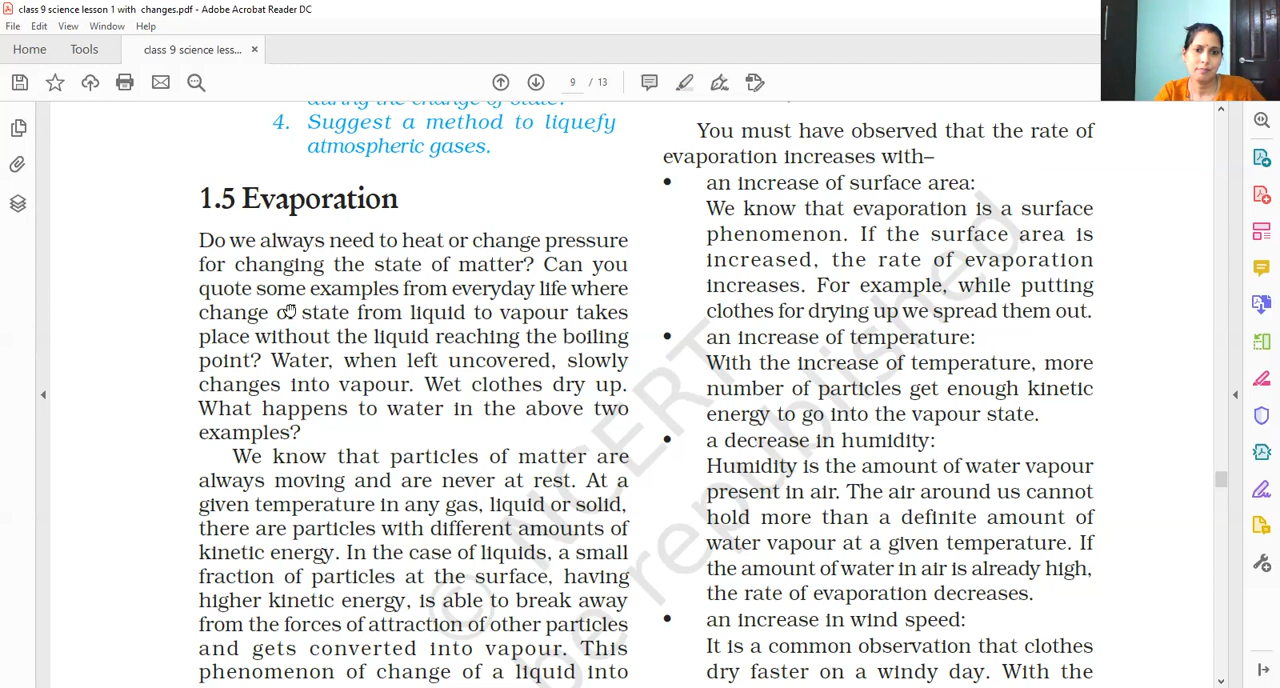 class 9 science lesson 1 with changes.pdf - Adobe Acrobat Reader DC
File Edit View Window Help
Home Tools class 9 science less... ×
9 / 13
during the change of state.
4. Suggest a method to liquefy
atmospheric gases.
1.5 Evaporation
Do we always need to heat or change pressure
for changing the state of matter? Can you
quote some examples from everyday life where
change of state from liquid to vapour takes
place without the liquid reaching the boiling
point? Water, when left uncovered, slowly
changes into vapour. Wet clothes dry up.
What happens to water in the above two
examples?
We know that particles of matter are
always moving and are never at rest. At a
given temperature in any gas, liquid or solid,
there are particles with different amounts of
kinetic energy. In the case of liquids, a small
fraction of particles at the surface, having
higher kinetic energy, is able to break away
from the forces of attraction of other particles
and gets converted into vapour. This
phenomenon of change of a liquid into
You must have observed that the rate of
evaporation increases with–
• an increase of surface area:
We know that evaporation is a surface
phenomenon. If the surface area is
increased, the rate of evaporation
increases. For example, while putting
clothes for drying up we spread them out.
• an increase of temperature:
With the increase of temperature, more
number of particles get enough kinetic
energy to go into the vapour state.
• a decrease in humidity:
Humidity is the amount of water vapour
present in air. The air around us cannot
hold more than a definite amount of
water vapour at a given temperature. If
the amount of water in air is already high,
the rate of evaporation decreases.
• an increase in wind speed:
It is a common observation that clothes
dry faster on a windy day. With the
© NCERT
be republished